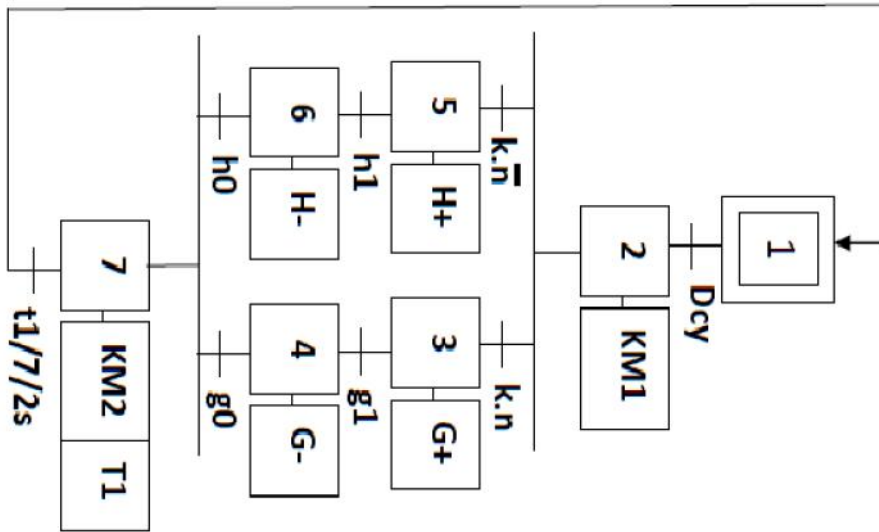 1
Dcy
2 KM1
k.n̅
k.n
5 H+
3 G+
h1
g1
6 H-
4 G-
h0
g0
7 KM2 T1
t1/7/2s